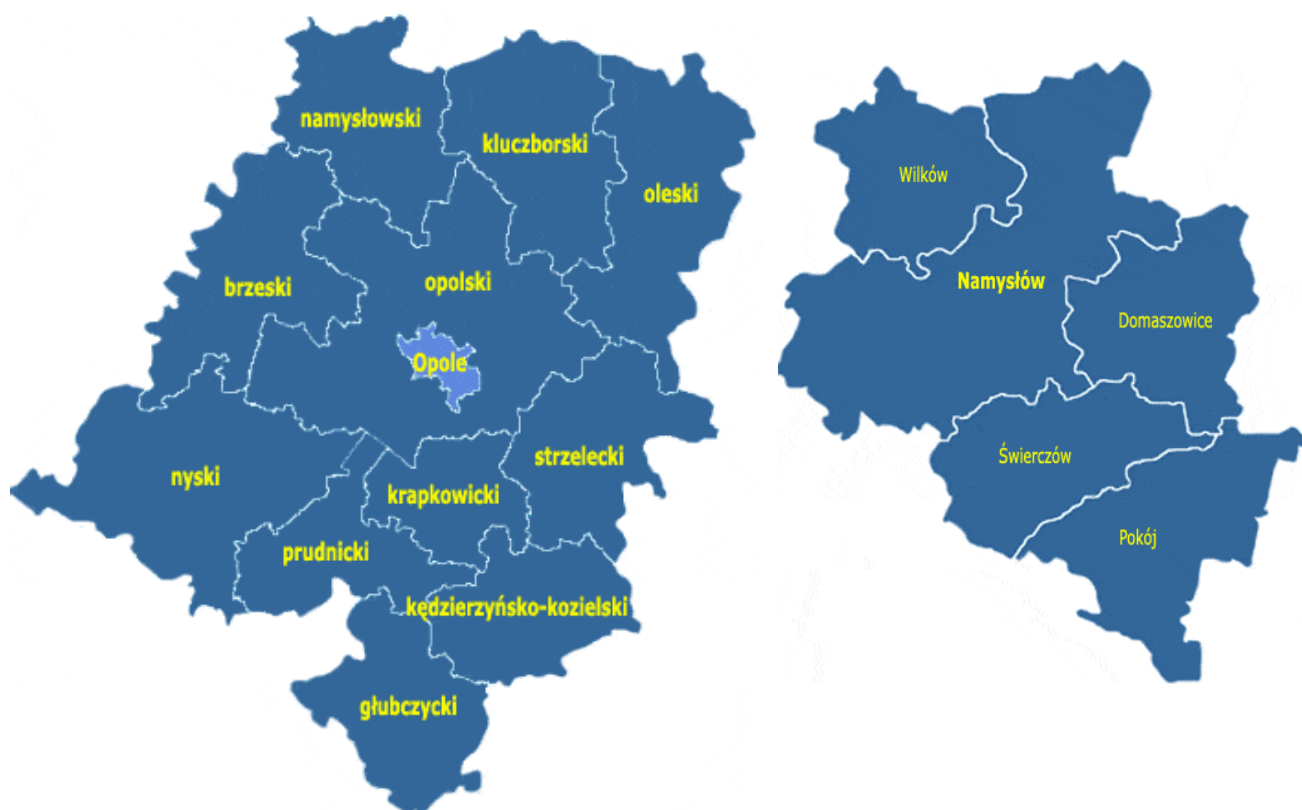 namysłowski
kluczborski
oleski
brzeski
opolski
Opole
nyski
strzelecki
krapkowicki
prudnicki
kędzierzyńsko-kozielski
głubczycki
Wilków
Namysłów
Domaszowice
Świerczów
Pokój